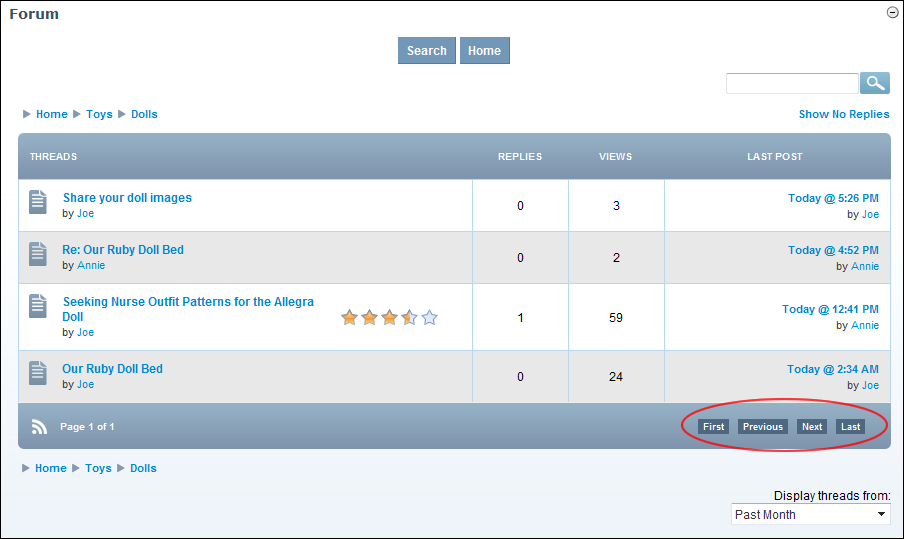 Forum
Search Home
Home Toys Dolls Show No Replies
THREADS REPLIES VIEWS LAST POST
Share your doll images 0 3 Today @ 5:26 PM
by Joe by Joe
Re: Our Ruby Doll Bed 0 2 Today @ 4:52 PM
by Annie by Annie
Seeking Nurse Outfit Patterns for the Allegra
Doll 1 59 Today @ 12:41 PM
by Joe by Annie
Our Ruby Doll Bed 0 24 Today @ 2:34 AM
by Joe by Joe
Page 1 of 1 First Previous Next Last
Home Toys Dolls
Display threads from:
Past Month